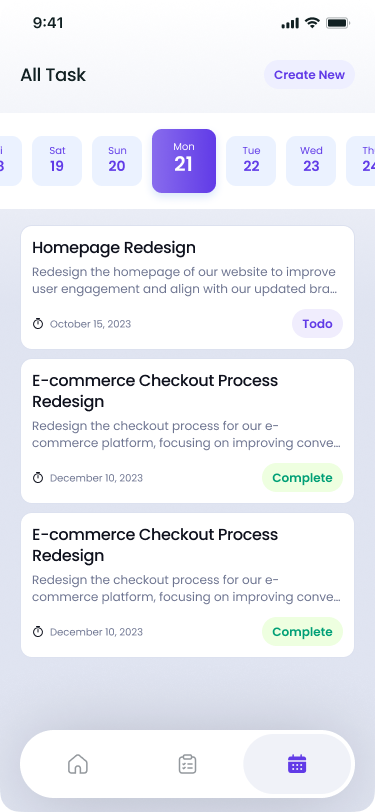 9:41
All Task
Create New
Sat
19
Sun
20
Mon
21
Tue
22
Wed
23
Homepage Redesign
Redesign the homepage of our website to improve
user engagement and align with our updated bra...
October 15, 2023
Todo
E-commerce Checkout Process
Redesign
Redesign the checkout process for our e-
commerce platform, focusing on improving conve...
December 10, 2023
Complete
E-commerce Checkout Process
Redesign
Redesign the checkout process for our e-
commerce platform, focusing on improving conve...
December 10, 2023
Complete